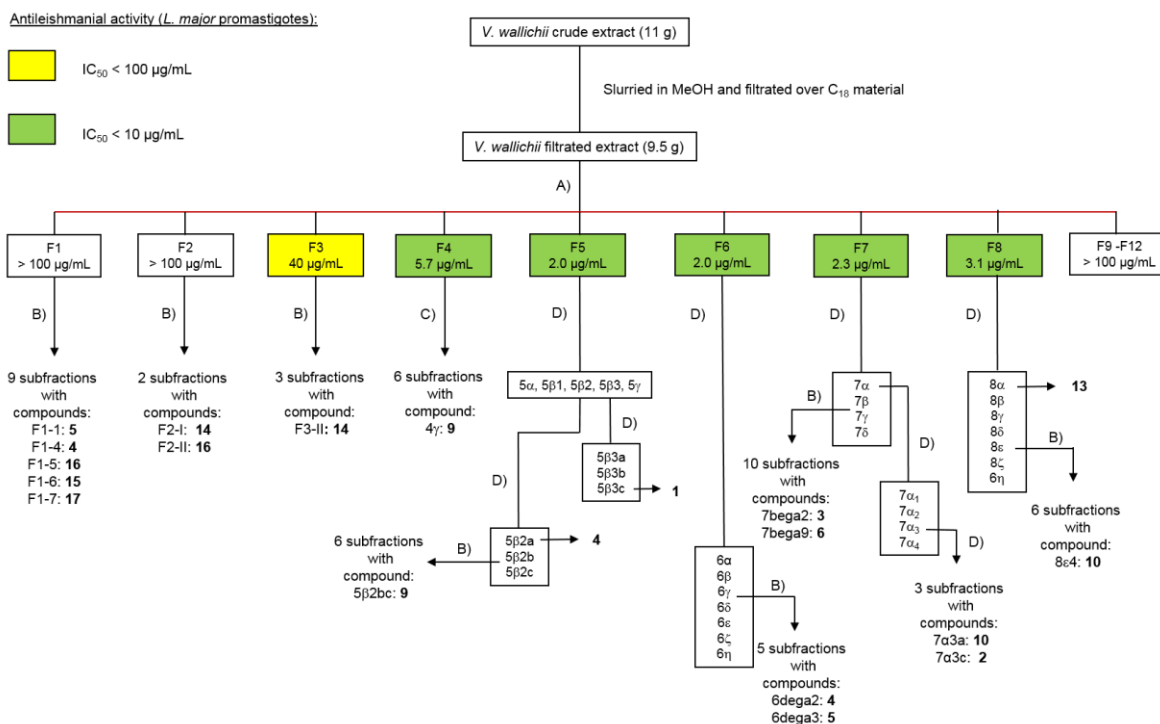 Antileishmanial activity (L. major promastigotes):
IC50 < 100 µg/mL
IC50 < 10 µg/mL
V. wallichii crude extract (11 g)
Slurried in MeOH and filtrated over C18 material
V. wallichii filtrated extract (9.5 g)
A)
F1
> 100 µg/mL
F2
> 100 µg/mL
F3
40 µg/mL
F4
5.7 µg/mL
F5
2.0 µg/mL
F6
2.0 µg/mL
F7
2.3 µg/mL
F8
3.1 µg/mL
F9 -F12
> 100 µg/mL
B)
B)
B)
C)
D)
D)
D)
D)
9 subfractions
with
compounds:
F1-1: 5
F1-4: 4
F1-5: 16
F1-6: 15
F1-7: 17
2 subfractions
with
compounds:
F2-I: 14
F2-II: 16
3 subfractions
with
compound:
F3-II: 14
6 subfractions
with
compound:
4γ: 9
5α, 5β1, 5β2, 5β3, 5γ
D)
5β3a
5β3b
5β3c
1
D)
5β2a
5β2b
5β2c
4
B)
6 subfractions
with
compound:
5β2bc: 9
6α
6β
6γ
6δ
6ε
6ζ
6η
B)
5 subfractions
with
compounds:
6dega2: 4
6dega3: 5
7α
7β
7γ
7δ
B)
10 subfractions
with
compounds:
7bega2: 3
7bega9: 6
D)
7α1
7α2
7α3
7α4
D)
3 subfractions
with
compounds:
7α3a: 10
7α3c: 2
8α
8β
8γ
8δ
8ε
8ζ
6η
13
B)
6 subfractions
with
compound:
8ε4: 10